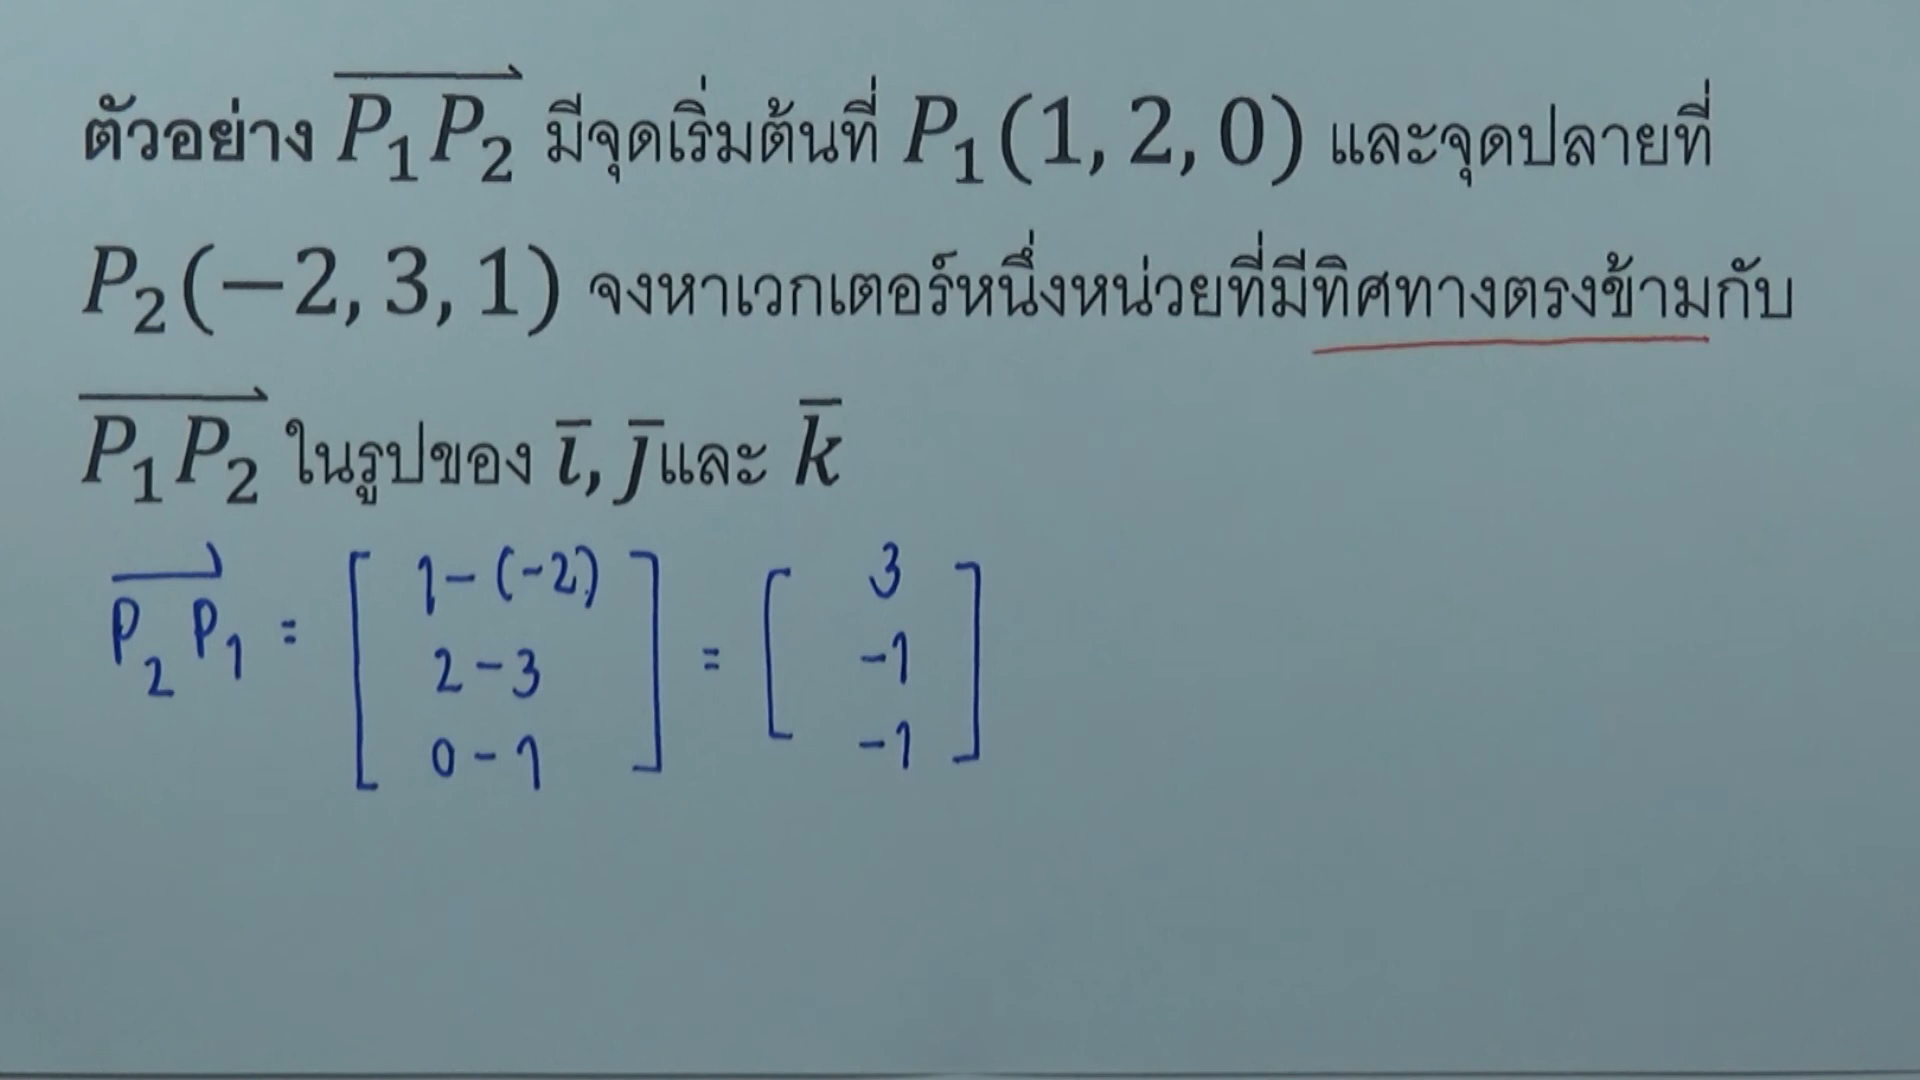 ตัวอย่าง $\overrightarrow{P_1P_2}$ มีจุดเริ่มต้นที่ $P_1(1, 2, 0)$ และจุดปลายที่
$P_2(-2, 3, 1)$ จงหาเวกเตอร์หนึ่งหน่วยที่มีทิศทางตรงข้ามกับ
$\overrightarrow{P_1P_2}$ ในรูปของ $\bar{\imath}, \bar{\jmath}$และ $\bar{k}$
$\overrightarrow{P_2P_1} = \begin{bmatrix} 1-(-2) \\ 2-3 \\ 0-1 \end{bmatrix} = \begin{bmatrix} 3 \\ -1 \\ -1 \end{bmatrix}$